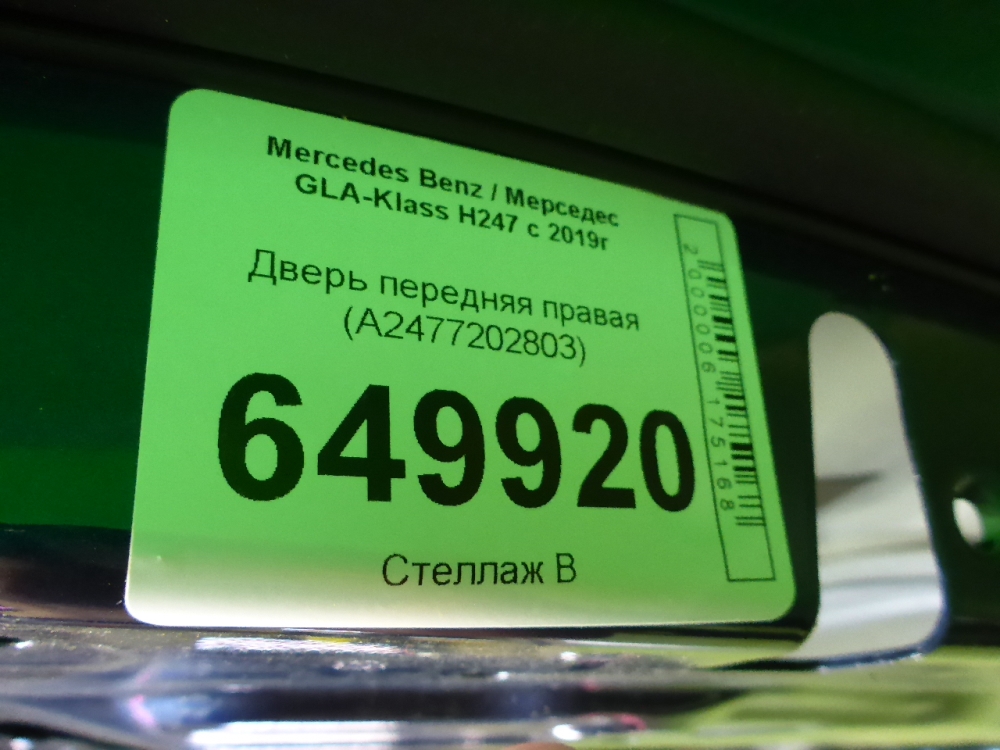 Mercedes Benz / Мерседес
GLA-Klass H247 с 2019г
Дверь передняя правая
(A2477202803)
649920
Стеллаж В
2000006175168